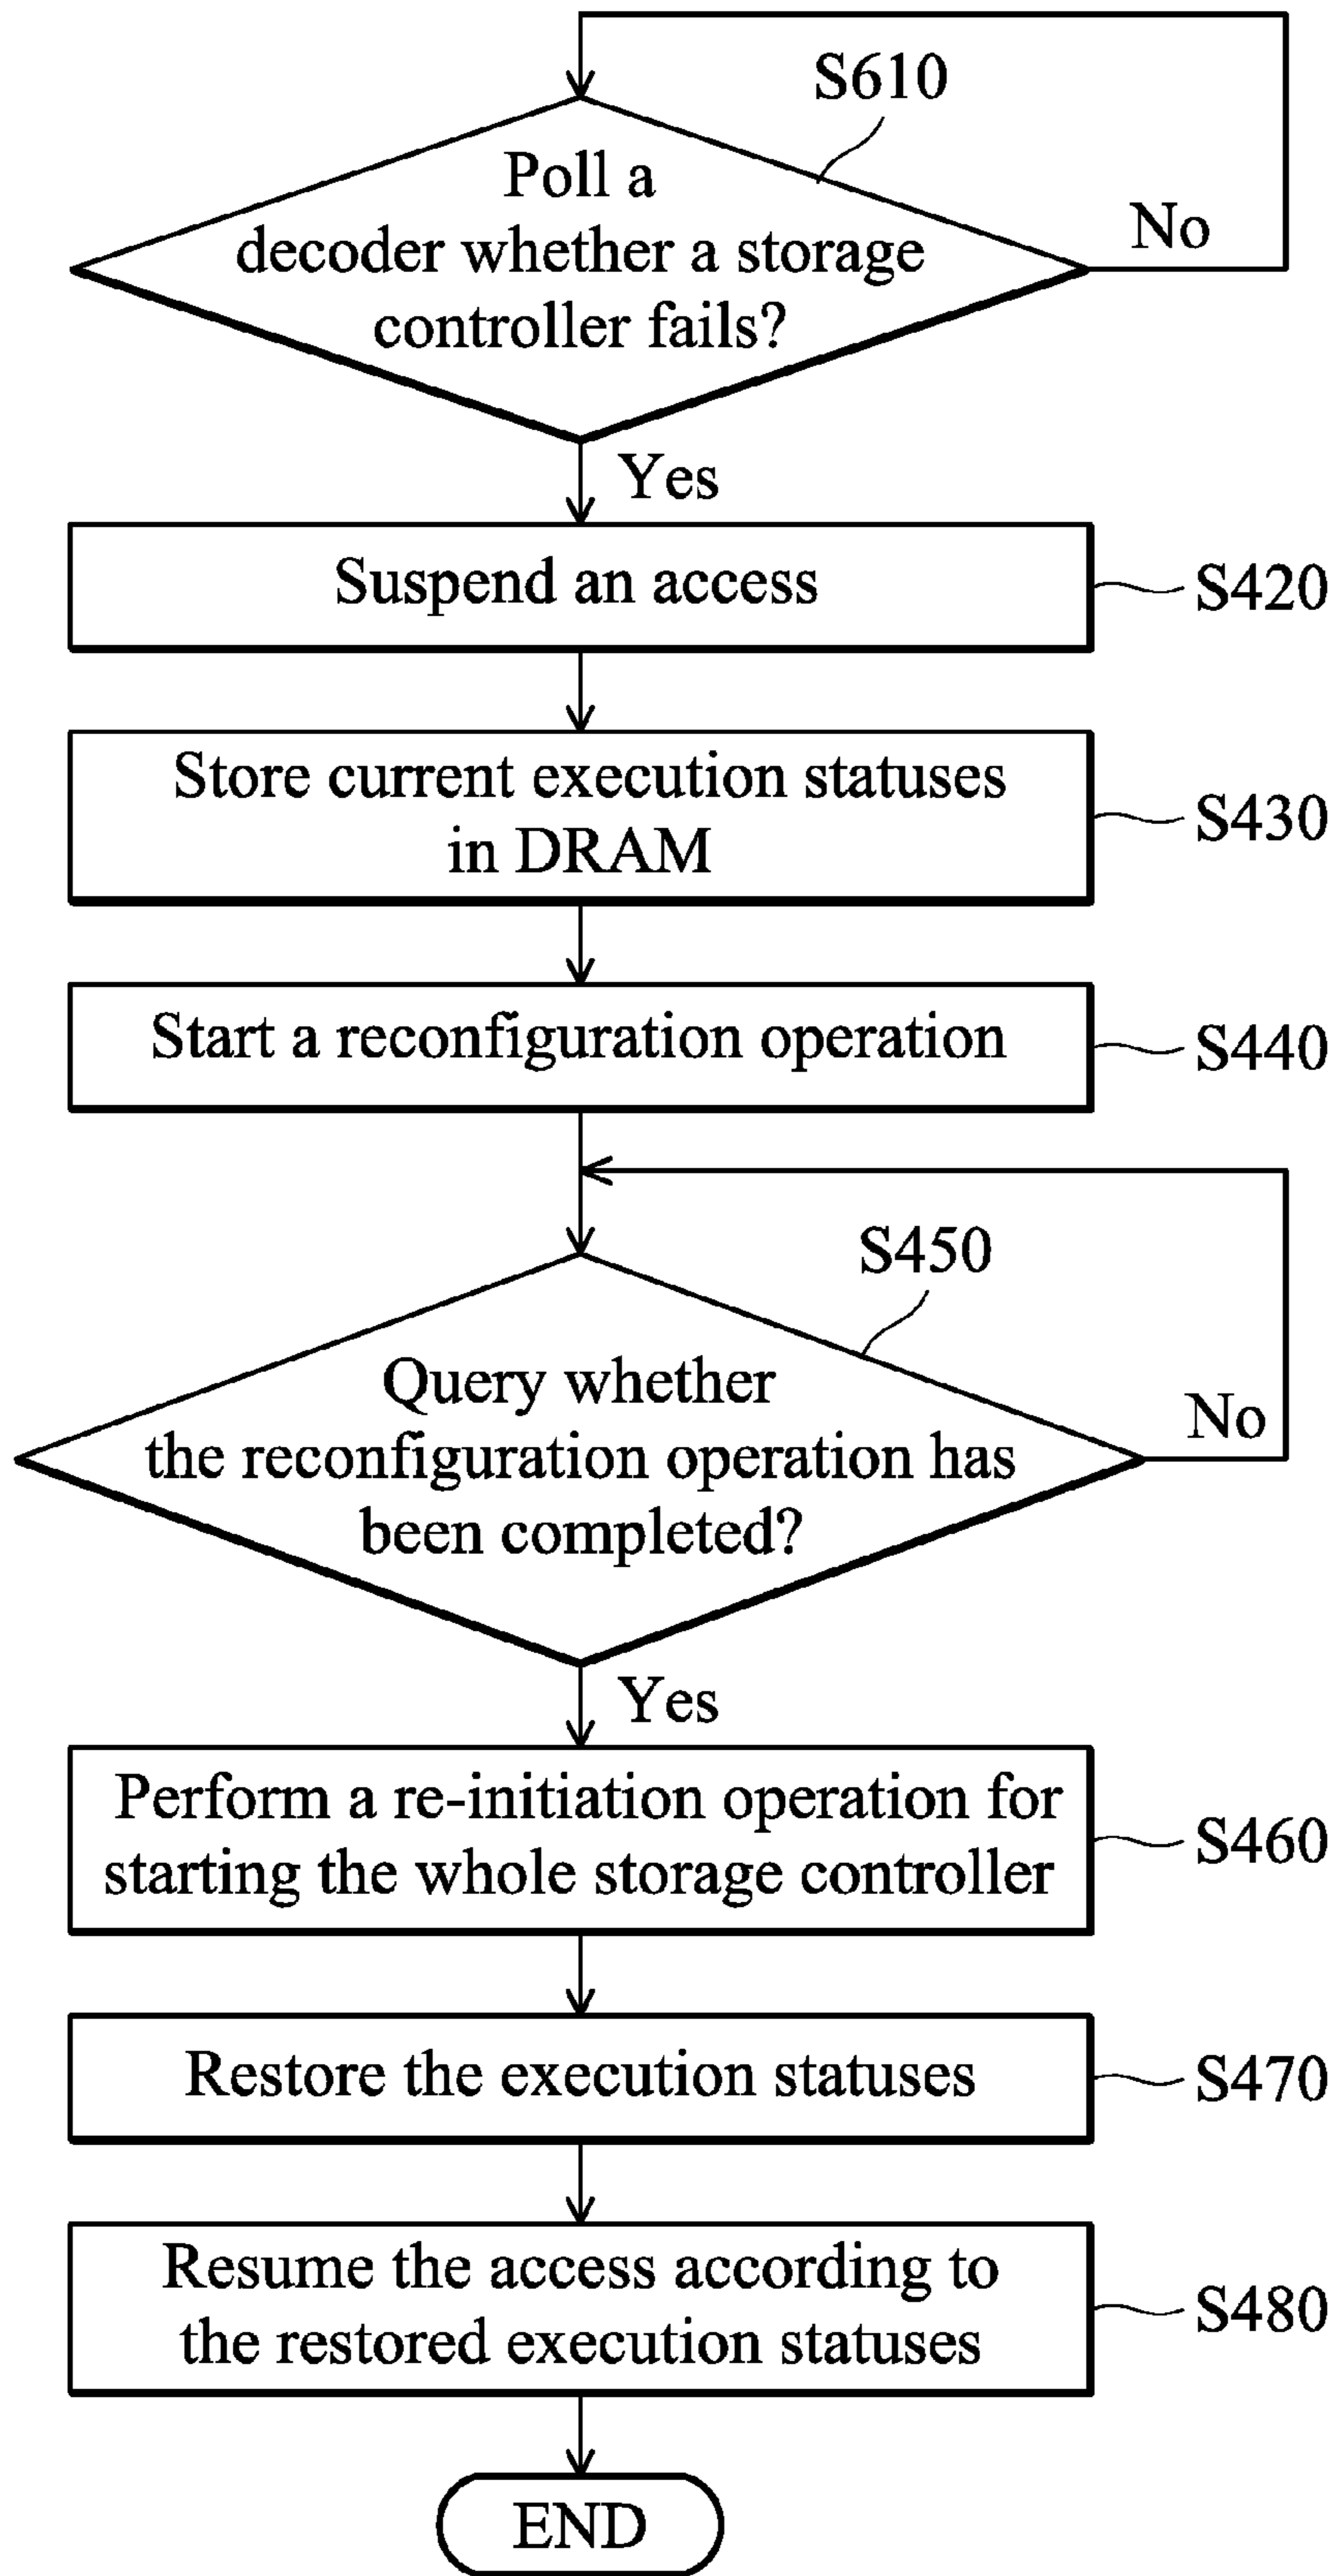 S610
Poll a
decoder whether a storage
controller fails?
No
Yes
Suspend an access
S420
Store current execution statuses
in DRAM
S430
Start a reconfiguration operation
S440
S450
Query whether
the reconfiguration operation has
been completed?
No
Yes
Perform a re-initiation operation for
starting the whole storage controller
S460
Restore the execution statuses
S470
Resume the access according to
the restored execution statuses
S480
END